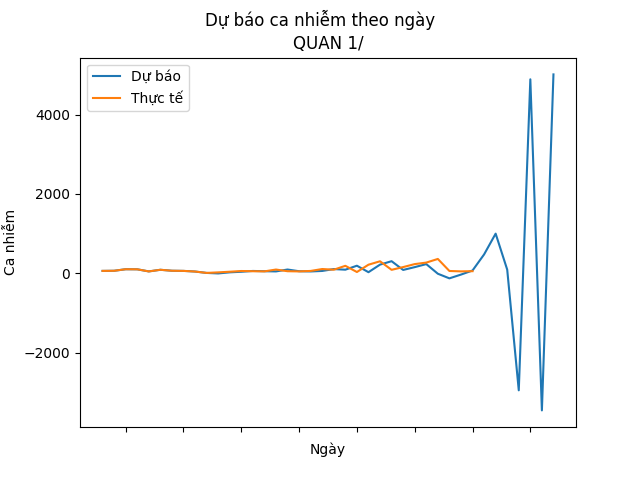 Dự báo ca nhiễm theo ngày
QUAN 1/
Dự báo
Thực tế
4000
2000
0
−2000
Ca nhiễm
Ngày